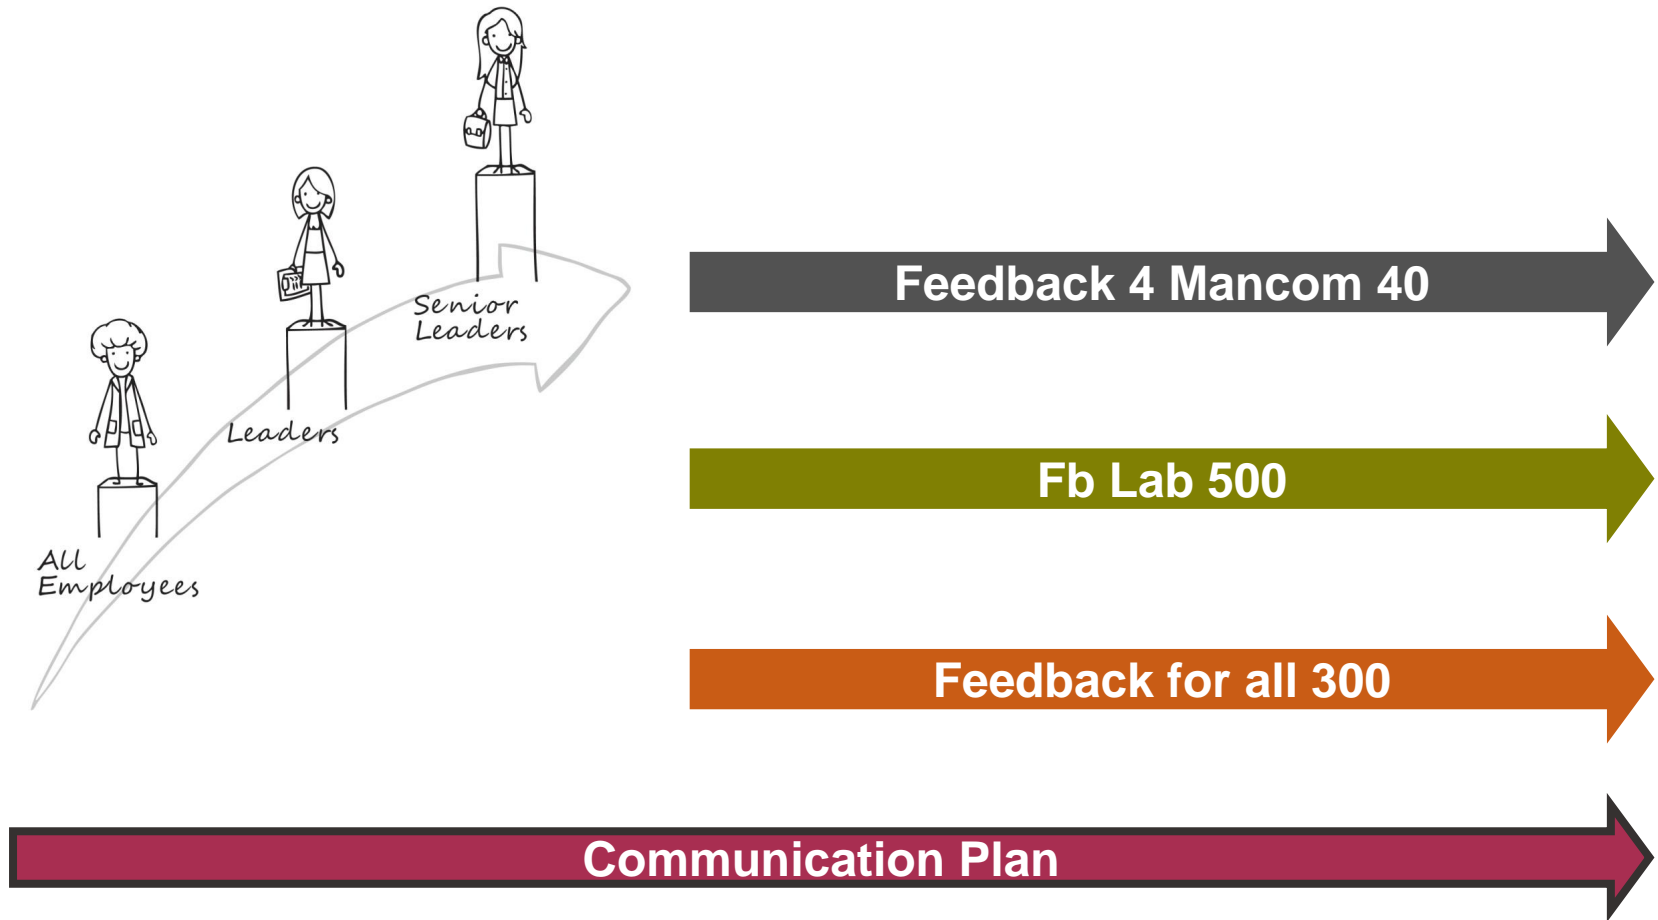 Senior
Leaders
Leaders
All
Employees
Feedback 4 Mancom 40
Fb Lab 500
Feedback for all 300
Communication Plan